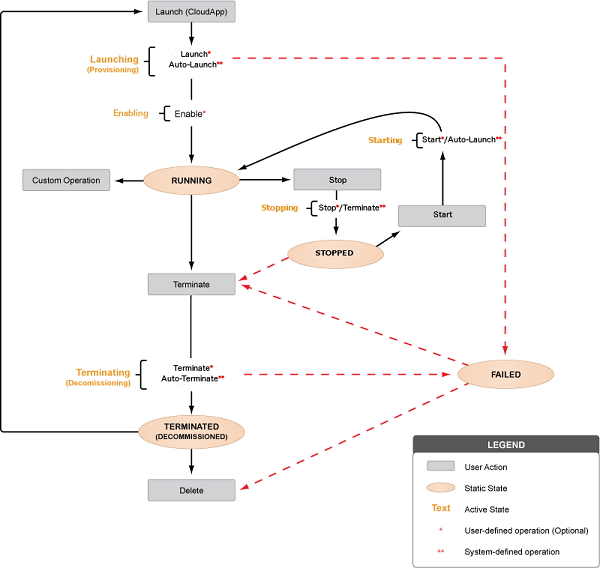 Launch (CloudApp)
Launching
(Provisioning)
Launch*
Auto-Launch**
Enabling
Enable*
Starting
Start*/Auto-Launch**
Custom Operation
RUNNING
Stop
Stopping
Stop*/Terminate**
Start
STOPPED
Terminate
Terminating
(Decomissioning)
Terminate*
Auto-Terminate**
FAILED
TERMINATED
(DECOMMISSIONED)
Delete
LEGEND
User Action
Static State
Text
Active State
*
User-defined operation (Optional)
**
System-defined operation